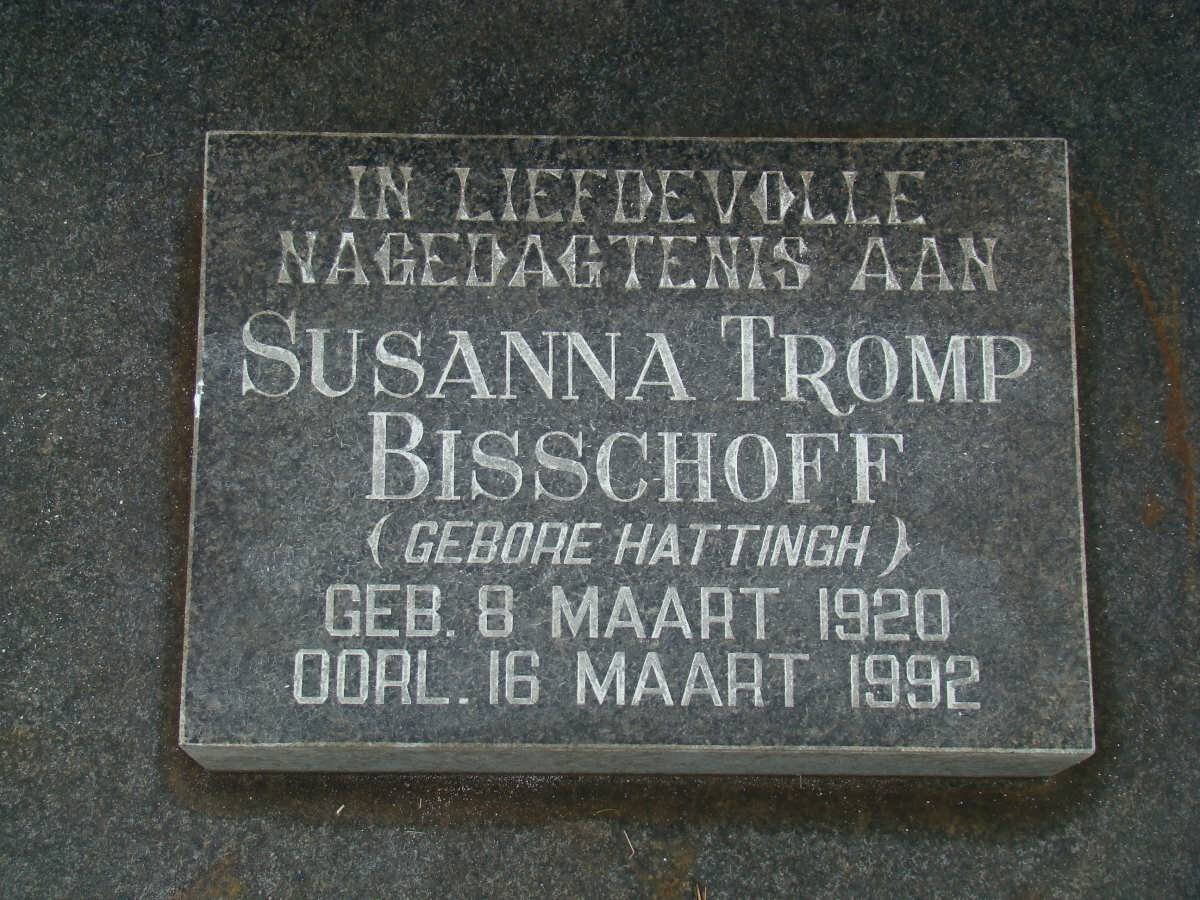 IN LIEFDEVOLLE
NAGEDAGTENIS AAN
SUSANNA TROMP
BISSCHOFF
(GEBORE HATTINGH)
GEB. 8 MAART 1920
OORL. 16 MAART 1992